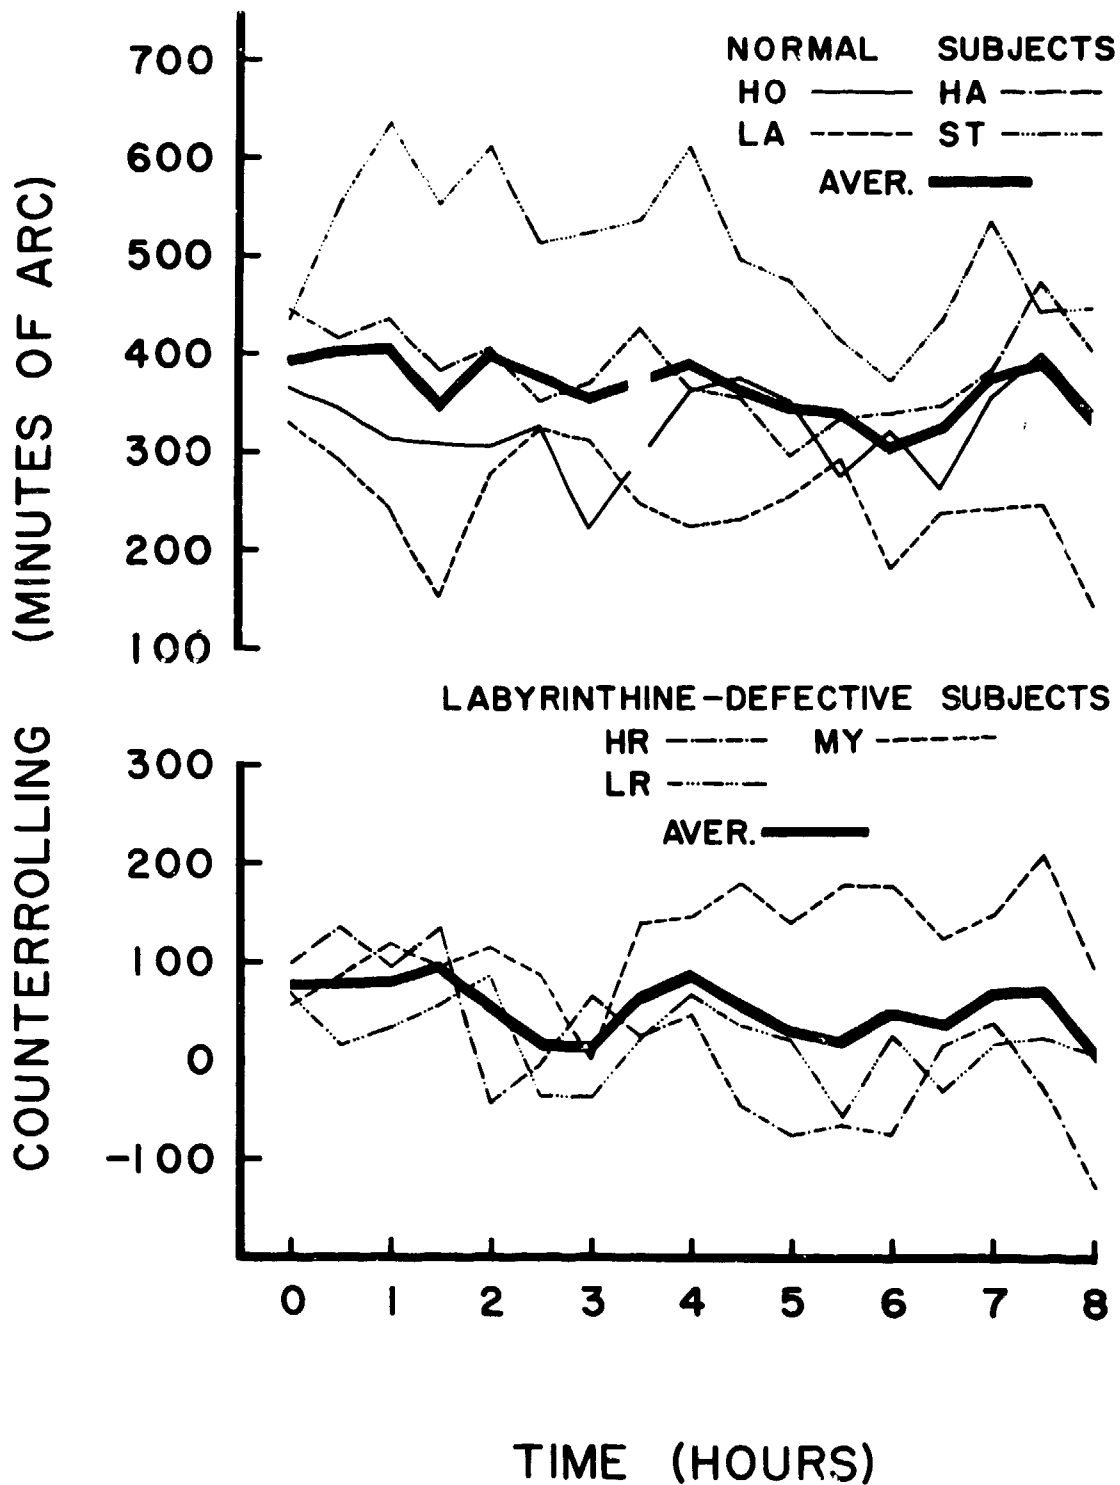 COUNTERROLLING (MINUTES OF ARC)
700
600
500
400
300
200
100
NORMAL SUBJECTS
HO HA
LA ST
AVER.
LABYRINTHINE-DEFECTIVE SUBJECTS
HR MY
LR
AVER.
300
200
100
0
-100
0 1 2 3 4 5 6 7 8
TIME (HOURS)